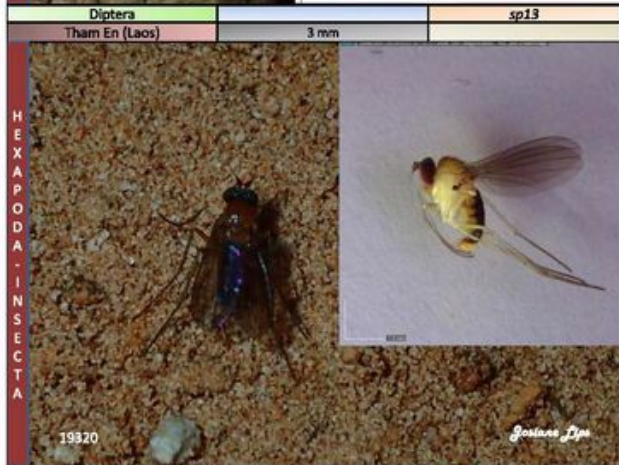 Diptera
sp13
Tham En (Laos)
3 mm
HEXAPODA-INSECTA
19320
Josiane Lips